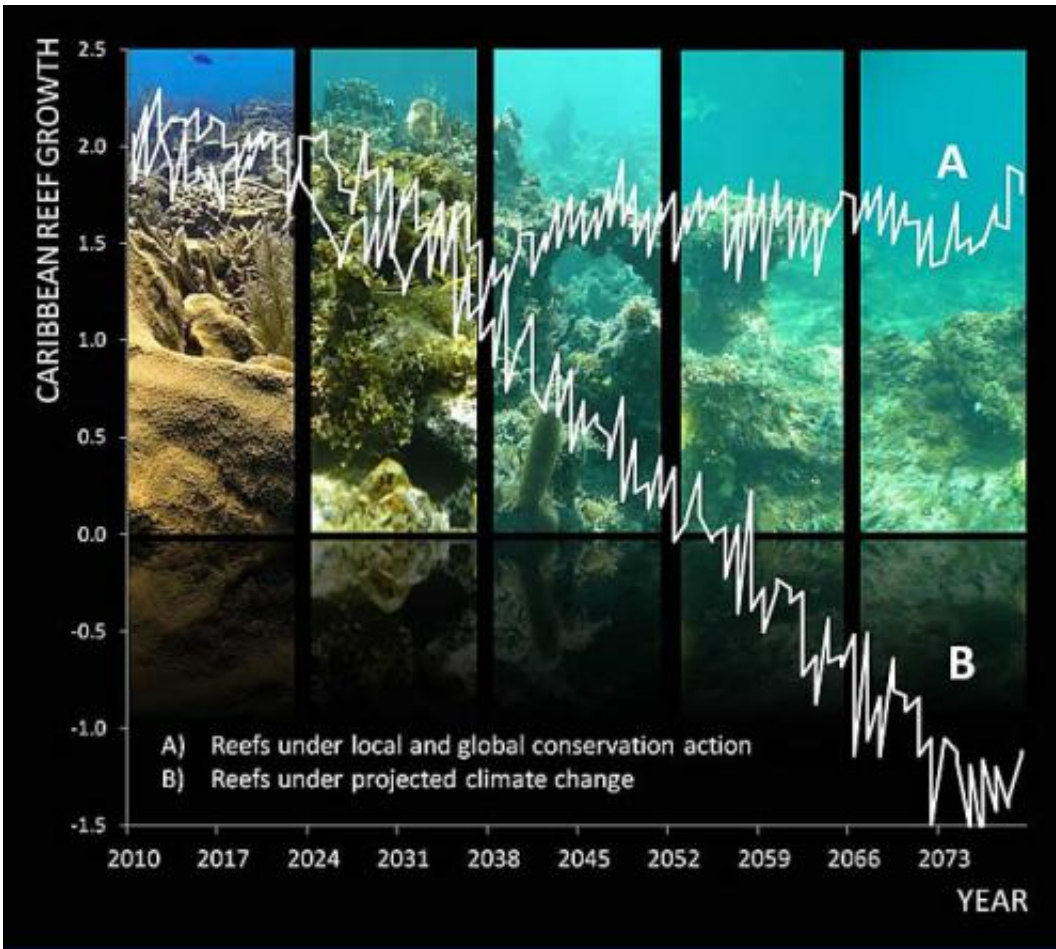 CARIBBEAN REEF GROWTH
2.5
2.0
1.5
1.0
0.5
0.0
-0.5
-1.0
-1.5
A
B
A) Reefs under local and global conservation action
B) Reefs under projected climate change
2010 2017 2024 2031 2038 2045 2052 2059 2066 2073
YEAR